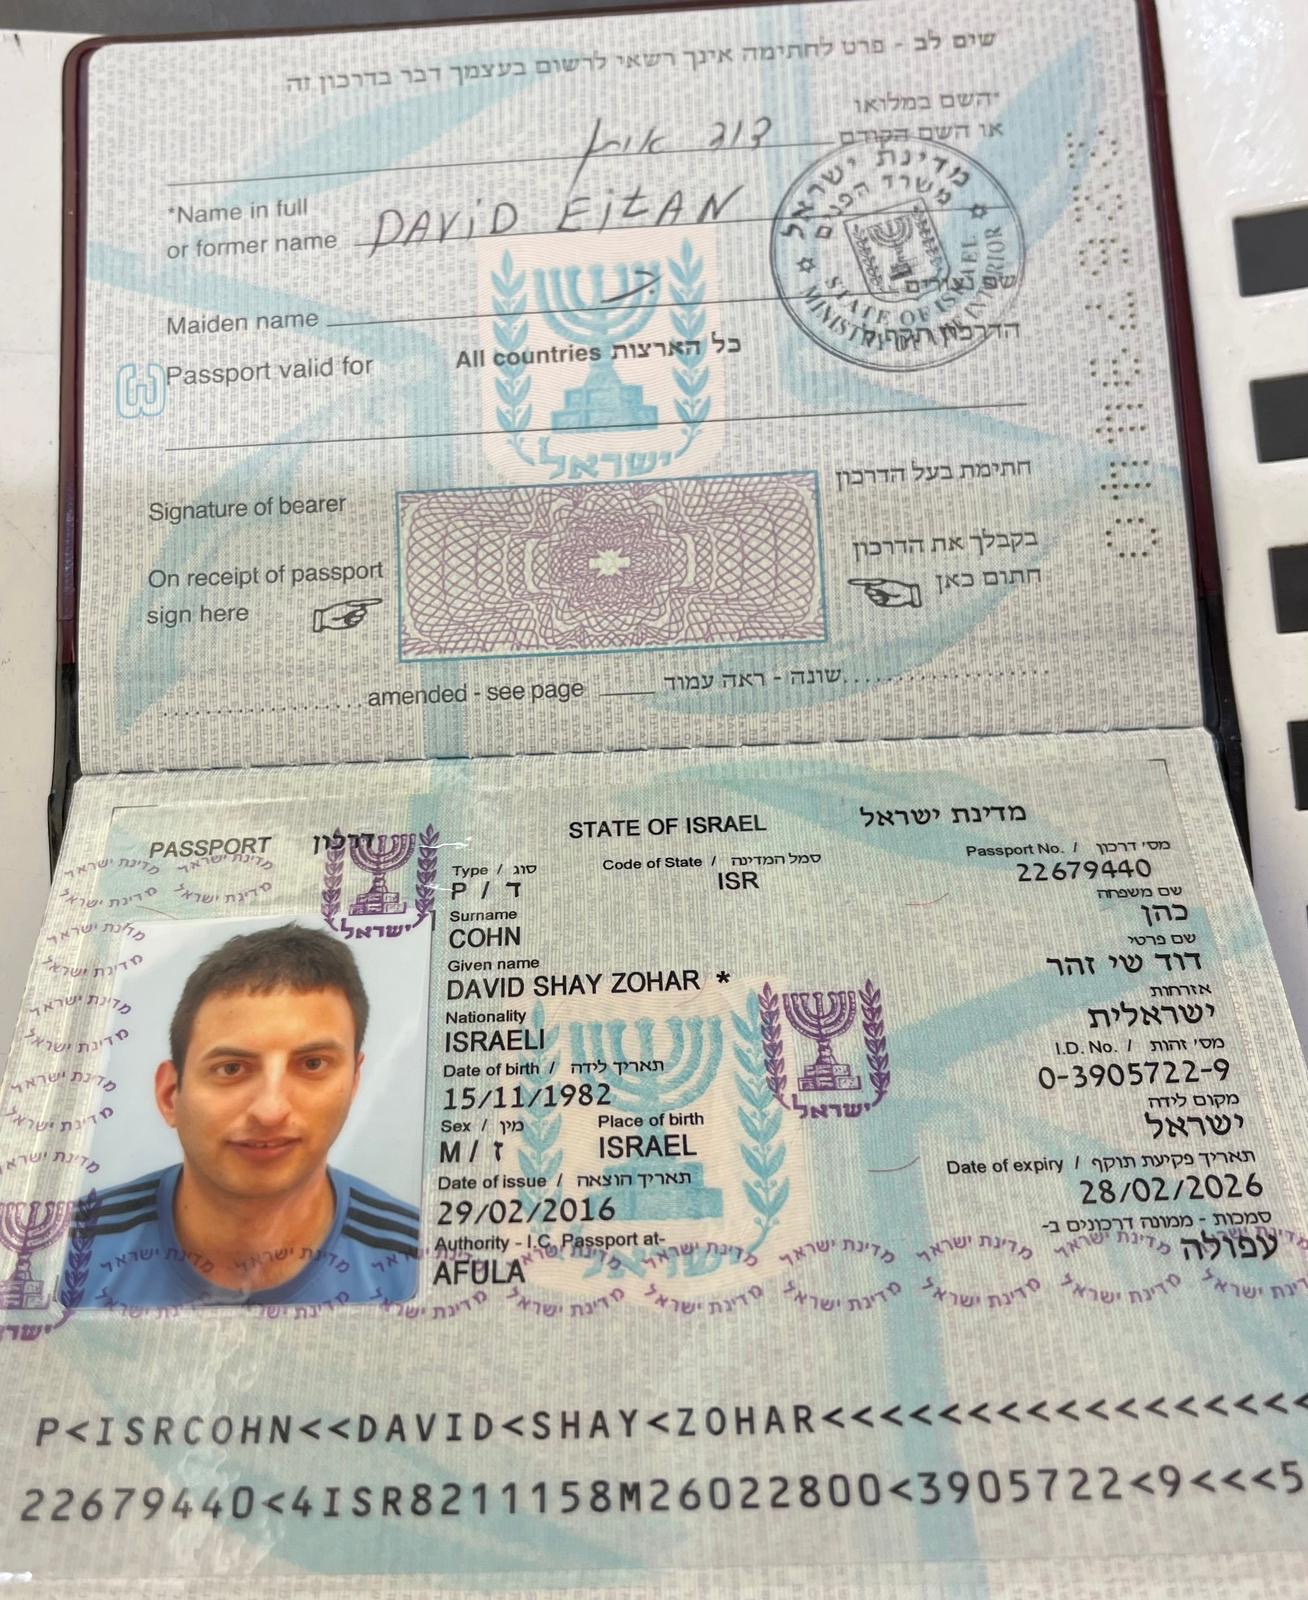 שים לב - פרט לחתימה אינך רשאי לרשום בעצמך דבר בדרכון זה
*השם במלואו
או השם הקודם
דוד איתן
*Name in full
or former name DAVID EitAN
מדינת ישראל
משרד הפנים
STATE OF ISRAEL
MINISTRY OF INTERIOR
שם נעורים
Maiden name
הדרכון תקף ל
Passport valid for All countries כל הארצות
ישראל
Signature of bearer חתימת בעל הדרכון
On receipt of passport בקבלך את הדרכון
sign here חתום כאן
amended - see page שונה - ראה עמוד
PASSPORT דרכון STATE OF ISRAEL מדינת ישראל
Type / סוג Code of State / סמל המדינה Passport No. / מס׳ דרכון
P / ד ISR 22679440
Surname שם משפחה
COHN כהן
Given name שם פרטי
DAVID SHAY ZOHAR * דוד שי זהר
Nationality אזרחות
ISRAELI ישראלית
Date of birth / תאריך לידה I.D. No. / מס׳ זהות
15/11/1982 0-3905722-9
Sex / מין Place of birth מקום לידה
M / ז ISRAEL ישראל
Date of issue / תאריך הוצאה Date of expiry / תאריך פקיעת תוקף
29/02/2016 28/02/2026
Authority - I.C. Passport at- סמכות - ממונה דרכונים ב-
AFULA עפולה
ישראל
מדינת ישראל
P<ISRCOHN<<DAVID<SHAY<ZOHAR<<<<<<<<<<<<<<<<<
22679440<4ISR8211158M26022800<3905722<9<<<5